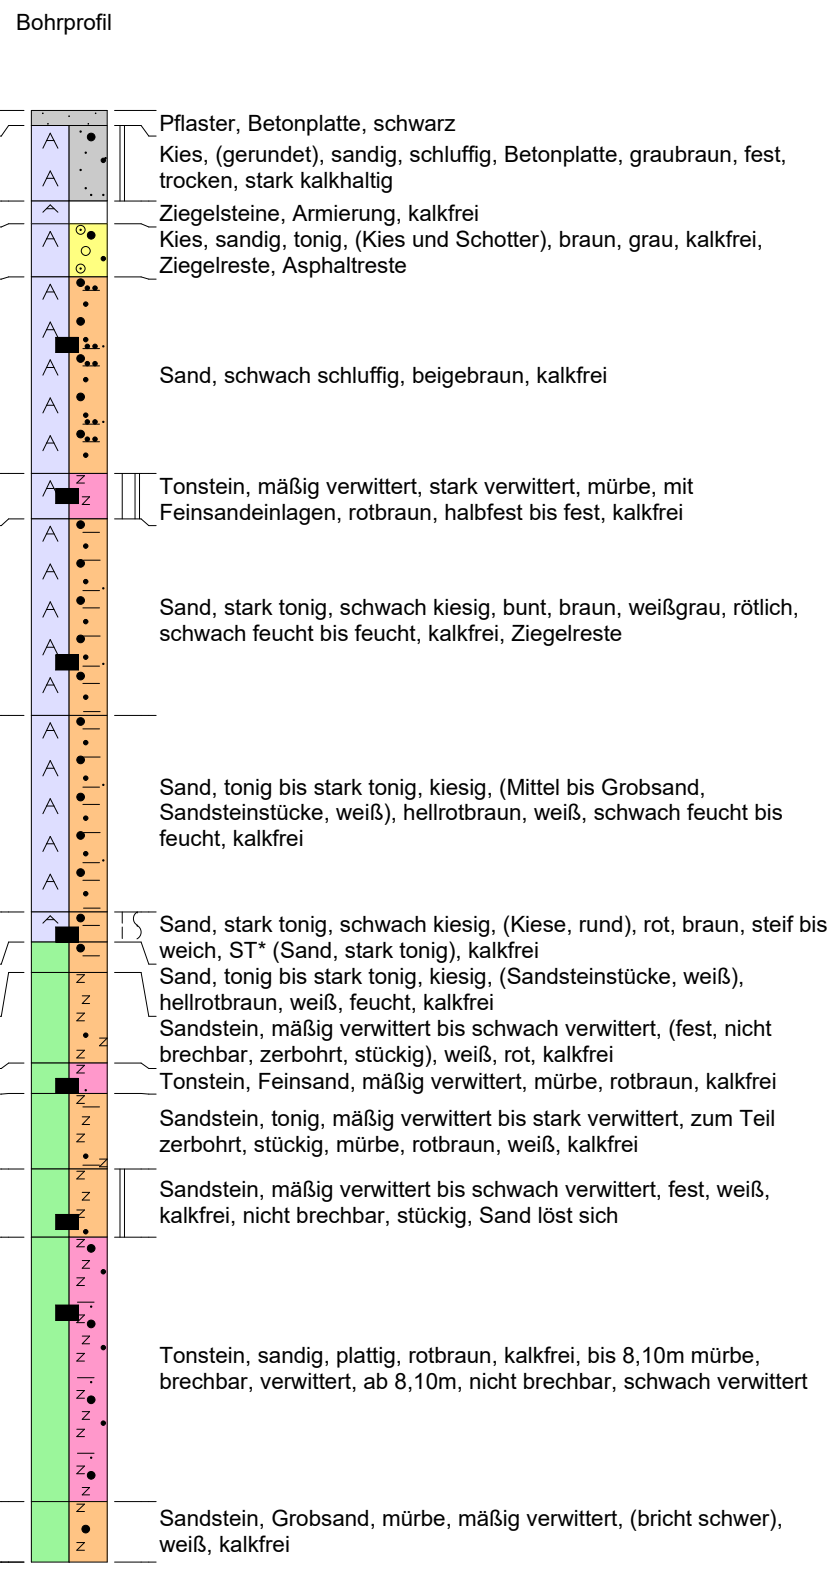 Bohrprofil
Pflaster, Betonplatte, schwarz
Kies, (gerundet), sandig, schluffig, Betonplatte, graubraun, fest,
trocken, stark kalkhaltig
Ziegelsteine, Armierung, kalkfrei
Kies, sandig, tonig, (Kies und Schotter), braun, grau, kalkfrei,
Ziegelreste, Asphaltreste
Sand, schwach schluffig, beigebraun, kalkfrei
Tonstein, mäßig verwittert, stark verwittert, mürbe, mit
Feinsandeinlagen, rotbraun, halbfest bis fest, kalkfrei
Sand, stark tonig, schwach kiesig, bunt, braun, weißgrau, rötlich,
schwach feucht bis feucht, kalkfrei, Ziegelreste
Sand, tonig bis stark tonig, kiesig, (Mittel bis Grobsand,
Sandsteinstücke, weiß), hellrotbraun, weiß, schwach feucht bis
feucht, kalkfrei
Sand, stark tonig, schwach kiesig, (Kiese, rund), rot, braun, steif bis
weich, ST* (Sand, stark tonig), kalkfrei
Sand, tonig bis stark tonig, kiesig, (Sandsteinstücke, weiß),
hellrotbraun, weiß, feucht, kalkfrei
Sandstein, mäßig verwittert bis schwach verwittert, (fest, nicht
brechbar, zerbohrt, stückig), weiß, rot, kalkfrei
Tonstein, Feinsand, mäßig verwittert, mürbe, rotbraun, kalkfrei
Sandstein, tonig, mäßig verwittert bis stark verwittert, zum Teil
zerbohrt, stückig, mürbe, rotbraun, weiß, kalkfrei
Sandstein, mäßig verwittert bis schwach verwittert, fest, weiß,
kalkfrei, nicht brechbar, stückig, Sand löst sich
Tonstein, sandig, plattig, rotbraun, kalkfrei, bis 8,10m mürbe,
brechbar, verwittert, ab 8,10m, nicht brechbar, schwach verwittert
Sandstein, Grobsand, mürbe, mäßig verwittert, (bricht schwer),
weiß, kalkfrei